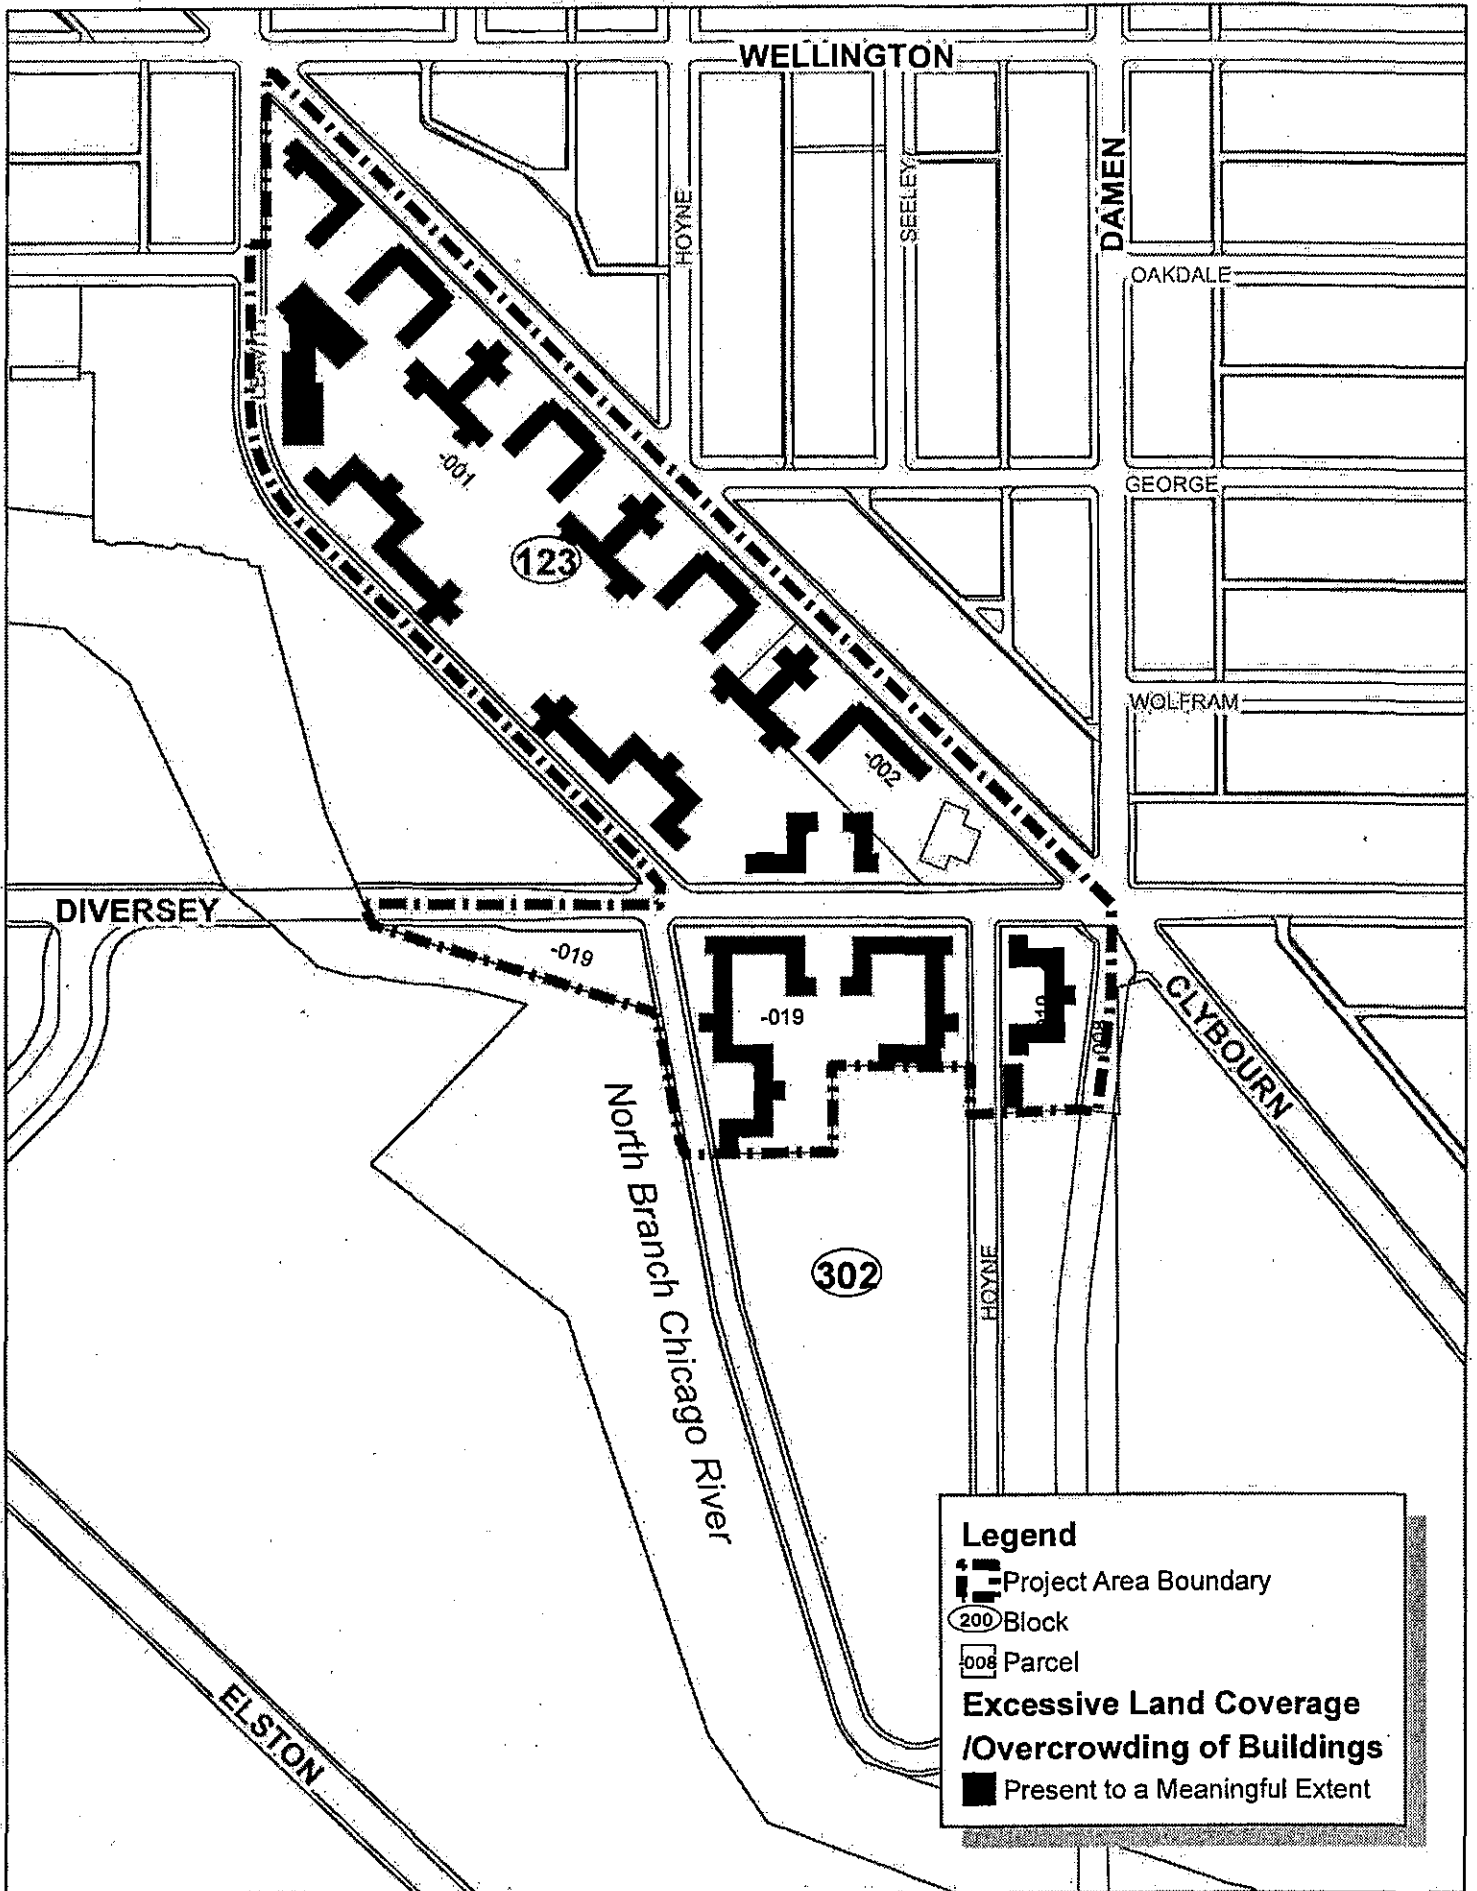 WELLINGTON
HOYNE
SEELEY
DAMEN
OAKDALE
-001
GEORGE
123
WOLFRAM
-002
DIVERSEY
-019
-019
008
CLYBOURN
North Branch Chicago River
302
HOYNE
ELSTON
Legend
Project Area Boundary
200 Block
-008 Parcel
Excessive Land Coverage
/Overcrowding of Buildings
Present to a Meaningful Extent